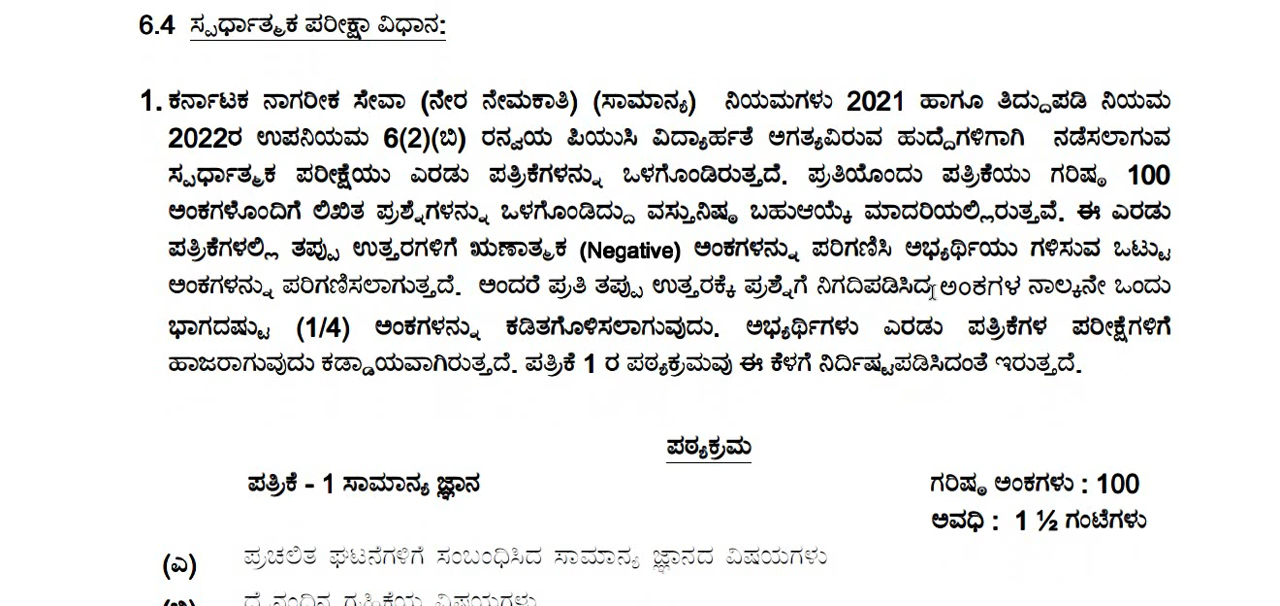 6.4 ಸ್ಪರ್ಧಾತ್ಮಕ ಪರೀಕ್ಷಾ ವಿಧಾನ:
1. ಕರ್ನಾಟಕ ನಾಗರೀಕ ಸೇವಾ (ನೇರ ನೇಮಕಾತಿ) (ಸಾಮಾನ್ಯ) ನಿಯಮಗಳು 2021 ಹಾಗೂ ತಿದ್ದುಪಡಿ ನಿಯಮ
2022ರ ಉಪನಿಯಮ 6(2)(ಬಿ) ರನ್ವಯ ಪಿಯುಸಿ ವಿದ್ಯಾರ್ಹತೆ ಅಗತ್ಯವಿರುವ ಹುದ್ದೆಗಳಿಗಾಗಿ ನಡೆಸಲಾಗುವ
ಸ್ಪರ್ಧಾತ್ಮಕ ಪರೀಕ್ಷೆಯು ಎರಡು ಪತ್ರಿಕೆಗಳನ್ನು ಒಳಗೊಂಡಿರುತ್ತದೆ. ಪ್ರತಿಯೊಂದು ಪತ್ರಿಕೆಯು ಗರಿಷ್ಠ 100
ಅಂಕಗಳೊಂದಿಗೆ ಲಿಖಿತ ಪ್ರಶ್ನೆಗಳನ್ನು ಒಳಗೊಂಡಿದ್ದು ವಸ್ತುನಿಷ್ಠ ಬಹುಆಯ್ಕೆ ಮಾದರಿಯಲ್ಲಿರುತ್ತವೆ. ಈ ಎರಡು
ಪತ್ರಿಕೆಗಳಲ್ಲಿ ತಪ್ಪು ಉತ್ತರಗಳಿಗೆ ಋಣಾತ್ಮಕ (Negative) ಅಂಕಗಳನ್ನು ಪರಿಗಣಿಸಿ ಅಭ್ಯರ್ಥಿಯು ಗಳಿಸುವ ಒಟ್ಟು
ಅಂಕಗಳನ್ನು ಪರಿಗಣಿಸಲಾಗುತ್ತದೆ. ಅಂದರೆ ಪ್ರತಿ ತಪ್ಪು ಉತ್ತರಕ್ಕೆ ಪ್ರಶ್ನೆಗೆ ನಿಗದಿಪಡಿಸಿದ ಅಂಕಗಳ ನಾಲ್ಕನೇ ಒಂದು
ಭಾಗದಷ್ಟು (1/4) ಅಂಕಗಳನ್ನು ಕಡಿತಗೊಳಿಸಲಾಗುವುದು. ಅಭ್ಯರ್ಥಿಗಳು ಎರಡು ಪತ್ರಿಕೆಗಳ ಪರೀಕ್ಷೆಗಳಿಗೆ
ಹಾಜರಾಗುವುದು ಕಡ್ಡಾಯವಾಗಿರುತ್ತದೆ. ಪತ್ರಿಕೆ 1 ರ ಪಠ್ಯಕ್ರಮವು ಈ ಕೆಳಗೆ ನಿರ್ದಿಷ್ಟಪಡಿಸಿದಂತೆ ಇರುತ್ತದೆ.
ಪಠ್ಯಕ್ರಮ
ಪತ್ರಿಕೆ - 1 ಸಾಮಾನ್ಯ ಜ್ಞಾನ ಗರಿಷ್ಠ ಅಂಕಗಳು : 100
ಅವಧಿ : 1 ½ ಗಂಟೆಗಳು
(ಎ) ಪ್ರಚಲಿತ ಘಟನೆಗಳಿಗೆ ಸಂಬಂಧಿಸಿದ ಸಾಮಾನ್ಯ ಜ್ಞಾನದ ವಿಷಯಗಳು